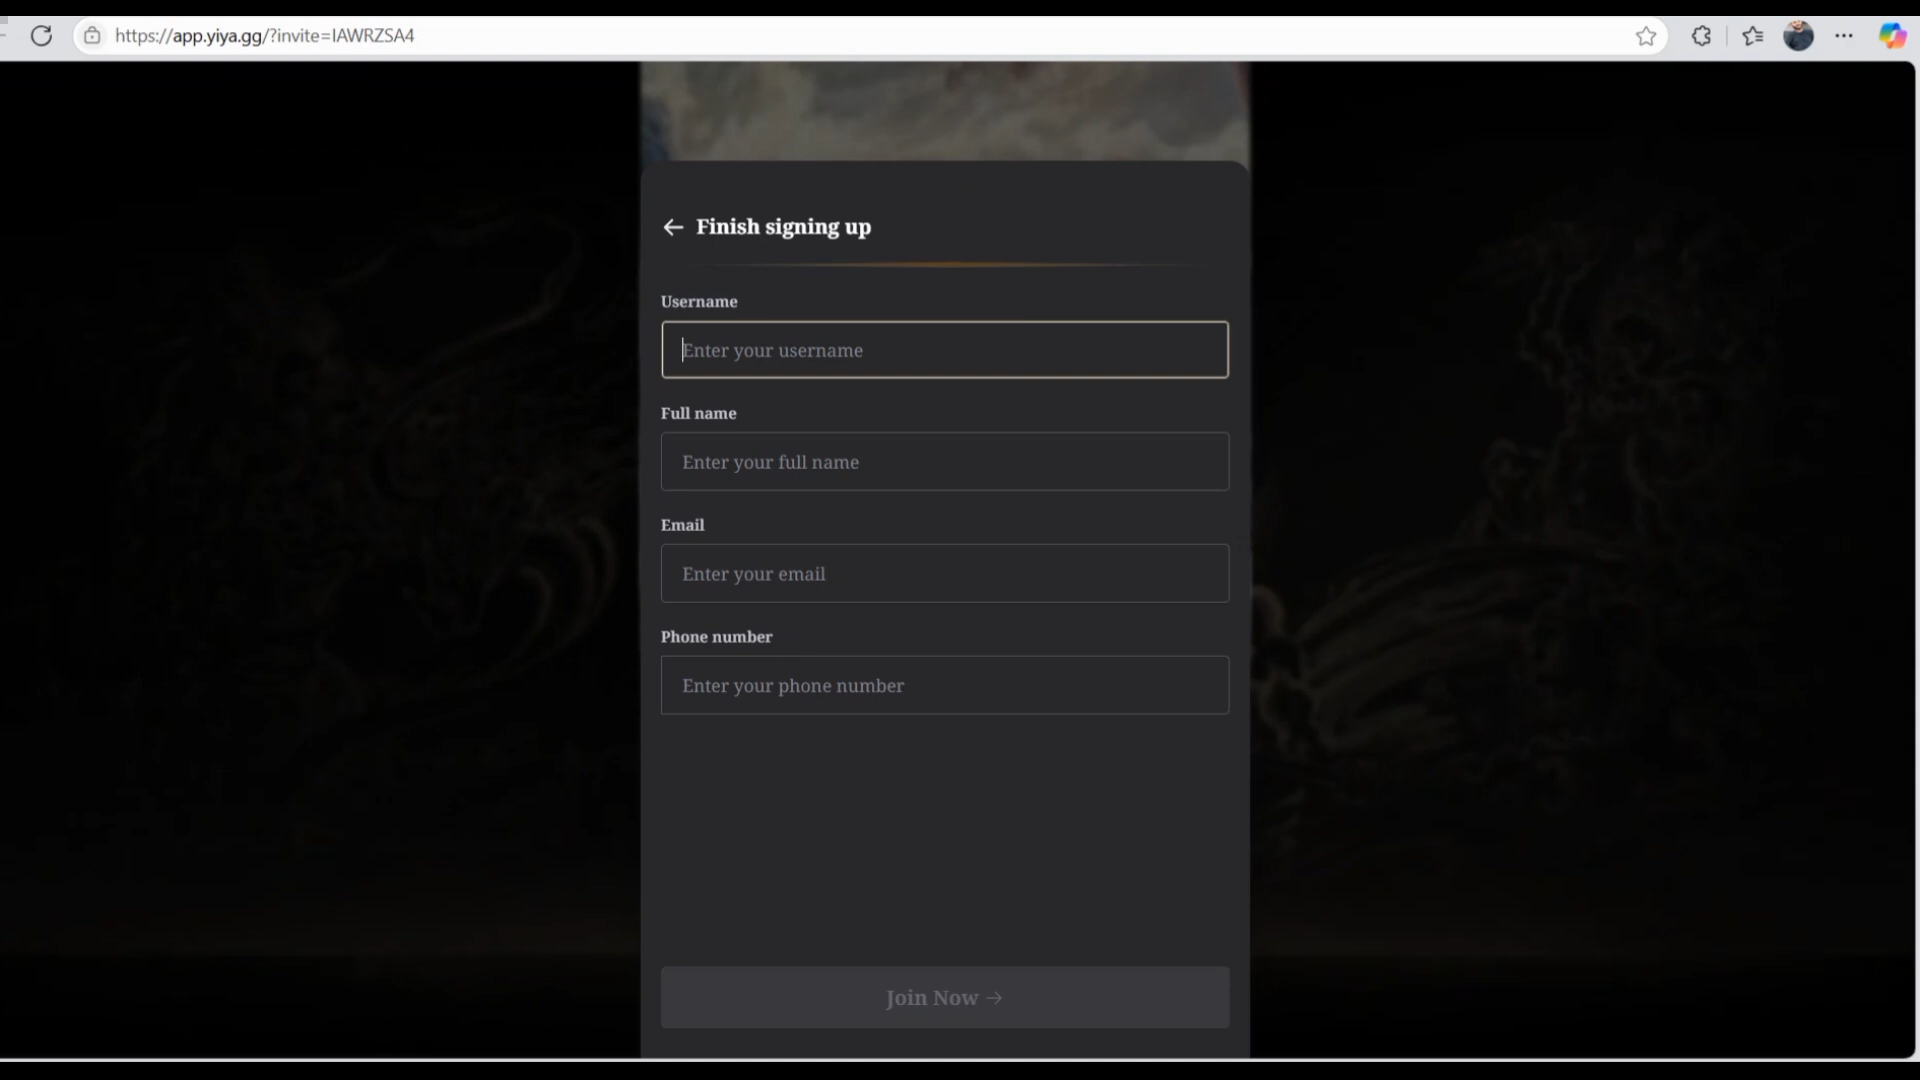 https://app.yiya.gg/?invite=IAWRZSA4
Finish signing up
Username
Enter your username
Full name
Enter your full name
Email
Enter your email
Phone number
Enter your phone number
Join Now →